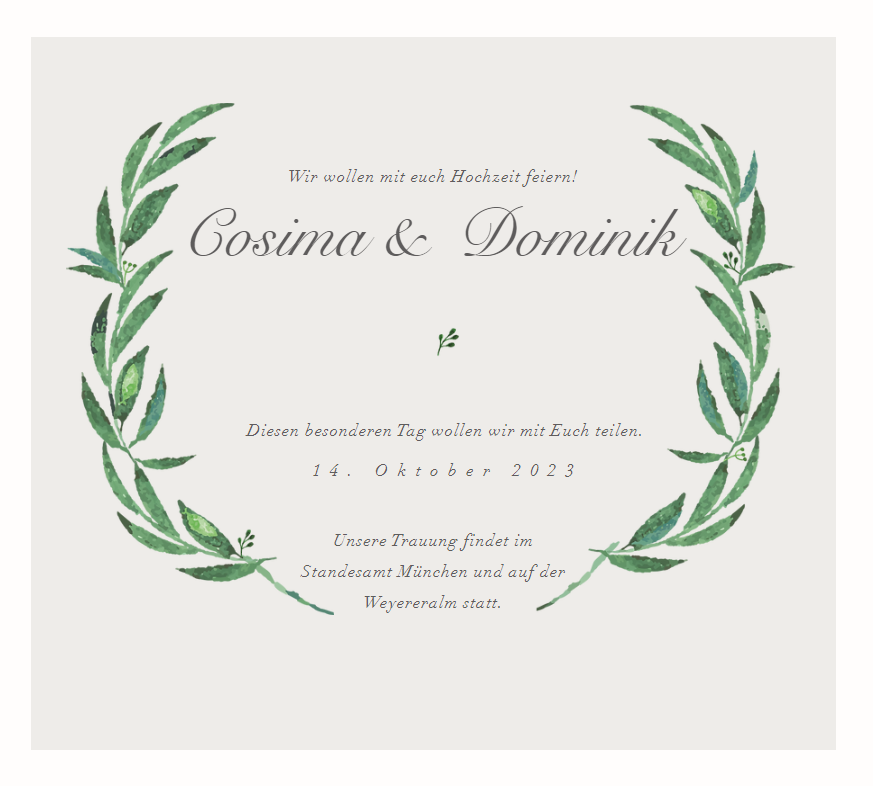 Wir wollen mit euch Hochzeit feiern!
Cosima & Dominik
Diesen besonderen Tag wollen wir mit Euch teilen.
14. Oktober 2023
Unsere Trauung findet im
Standesamt München und auf der
Weyereralm statt.